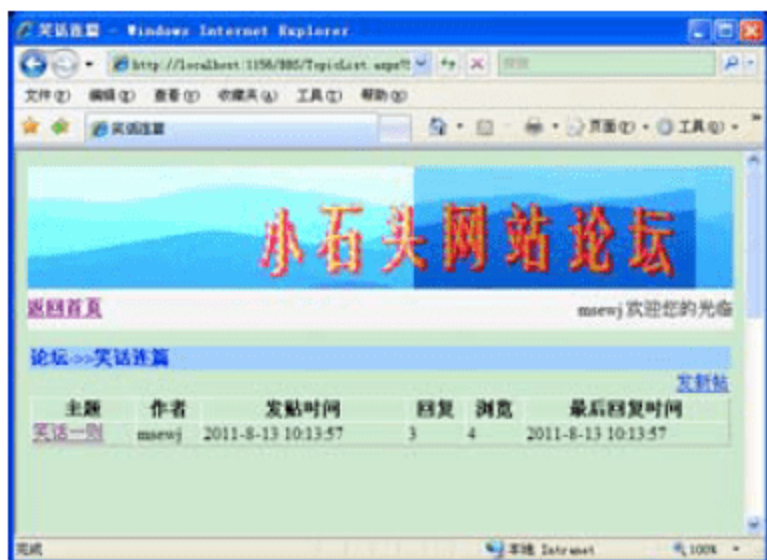 笑话连篇 - Windows Internet Explorer
http://localhost:1156/BBS/TopicList.aspx?t
文件(F) 编辑(E) 查看(V) 收藏夹(A) 工具(T) 帮助(H)
笑话连篇 页面(P) 工具(O)
小石头网站论坛
返回首页 msewj 欢迎您的光临
论坛->>笑话连篇
发新帖
主题 作者 发贴时间 回复 浏览 最后回复时间
笑话一则 msewj 2011-8-13 10:13:57 3 4 2011-8-13 10:13:57
完成 本地 Intranet 100%